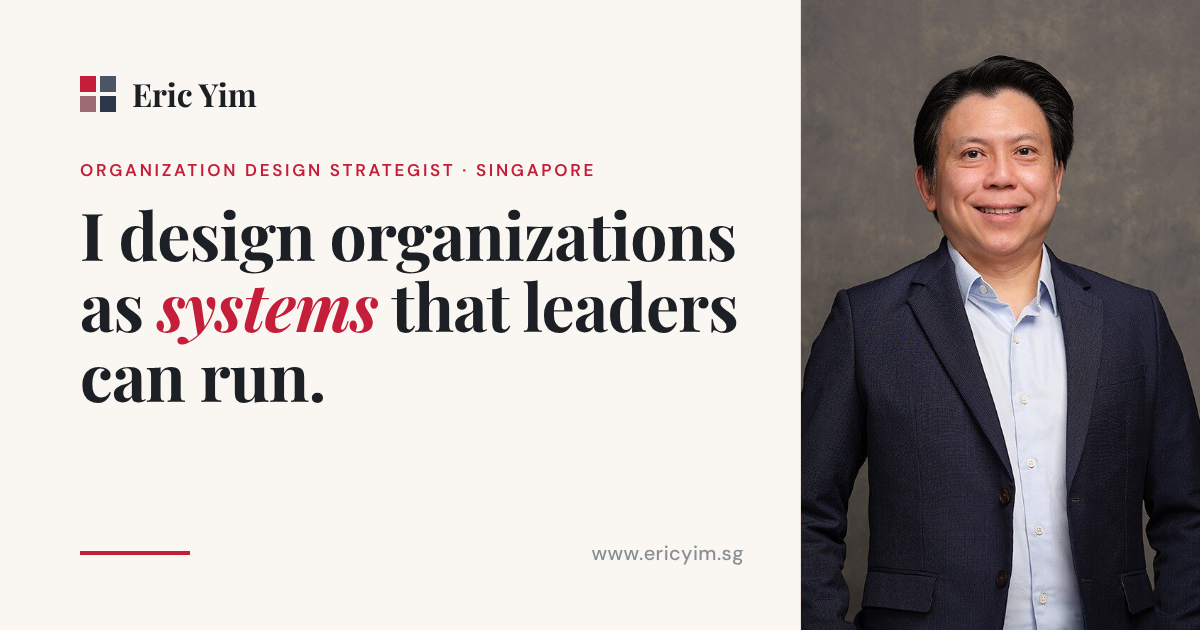 Eric Yim
ORGANIZATION DESIGN STRATEGIST · SINGAPORE
I design organizations
as systems that leaders
can run.
www.ericyim.sg